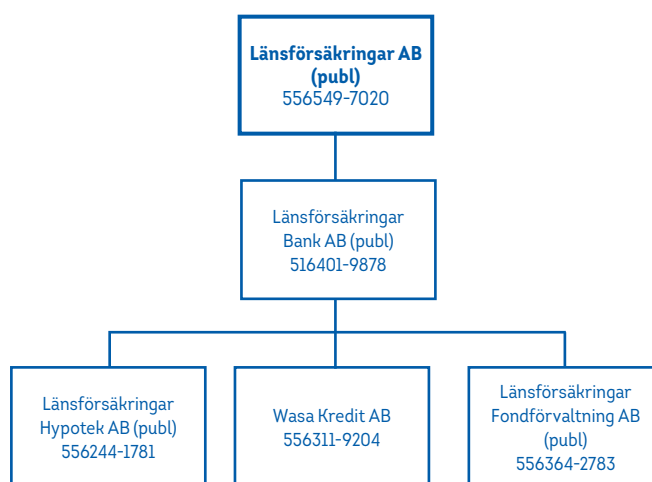 Länsförsäkringar AB
(publ)
556549-7020
Länsförsäkringar
Bank AB (publ)
516401-9878
Länsförsäkringar
Hypotek AB (publ)
556244-1781
Wasa Kredit AB
556311-9204
Länsförsäkringar
Fondförvaltning AB
(publ)
556364-2783